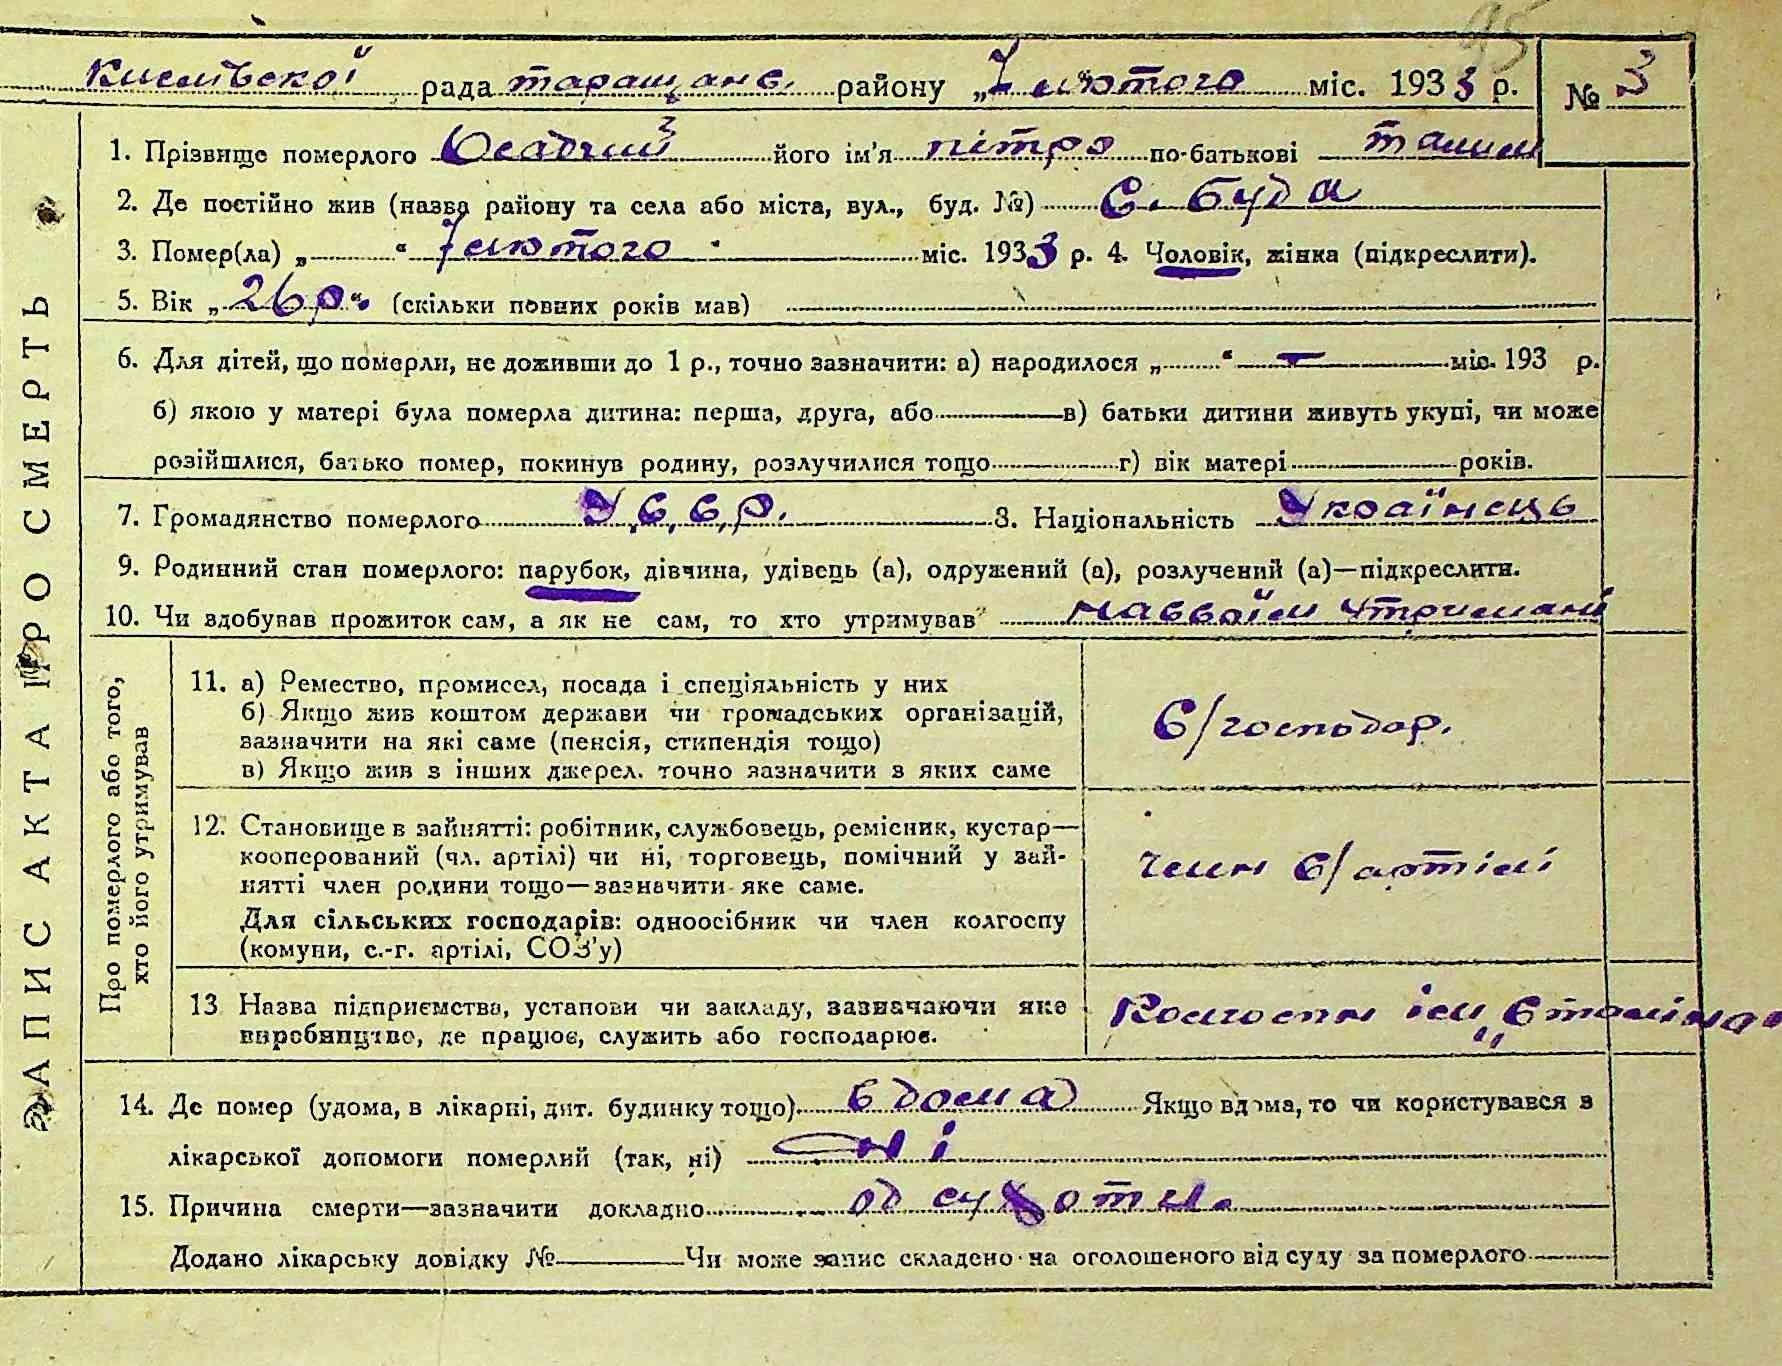 95
Кислівської рада таращанс. району „7 лютого міс. 1933 р. № 3
ЗАПИС АКТА ПРО СМЕРТЬ
1. Прізвище померлого Осадчий його ім'я пітро по-батькові
2. Де постійно жив (назва району та села або міста, вул., буд. №) С. буда
3. Помер(ла) „ “ 7 лютого міс. 1933 р. 4. Чоловік, жінка (підкреслити).
5. Вік „26 р.“ (скільки повних років мав)
6. Для дітей, що померли, не доживши до 1 р., точно зазначити: а) народилося „ “ — міс. 193 р.
б) якою у матері була померла дитина: перша, друга, або в) батьки дитини живуть укупі, чи може
розійшлися, батько помер, покинув родину, розлучилися тощо г) вік матері років.
7. Громадянство померлого У.С.С.Р. 8. Національність Українець
9. Родинний стан померлого: парубок, дівчина, удівець (а), одружений (а), розлучений (а)—підкреслити.
10. Чи здобував прожиток сам, а як не сам, то хто утримував насвоїм утримані
Про померлого або того,
хто його утримував
11. а) Ремество, промисел, посада і спеціяльність у них
б) Якщо жив коштом держави чи громадських організацій,
зазначити на які саме (пенсія, стипендія тощо)
в) Якщо жив з інших джерел. точно зазначити з яких саме
С/господар.
12. Становище в зайнятті: робітник, службовець, ремісник, кустар—
кооперований (чл. артілі) чи ні, торговець, помічний у зай-
нятті член родини тощо—зазначити яке саме.
Для сільських господарів: одноосібник чи член колгоспу
(комуни, с.-г. артілі, СОЗ'у)
член С/артілі
13 Назва підприємства, установи чи закладу, зазначаючи яке
виробництво, де працює, служить або господарює.
Колгосп ім „Сталіна“
14. Де помер (удома, в лікарні, дит. будинку тощо) вдома Якщо вдома, то чи користувався з
лікарської допомоги померлий (так, ні) ні
15. Причина смерти—зазначити докладно од сухоти.
Додано лікарську довідку № Чи може запис складено на оголошеного від суду за померлого